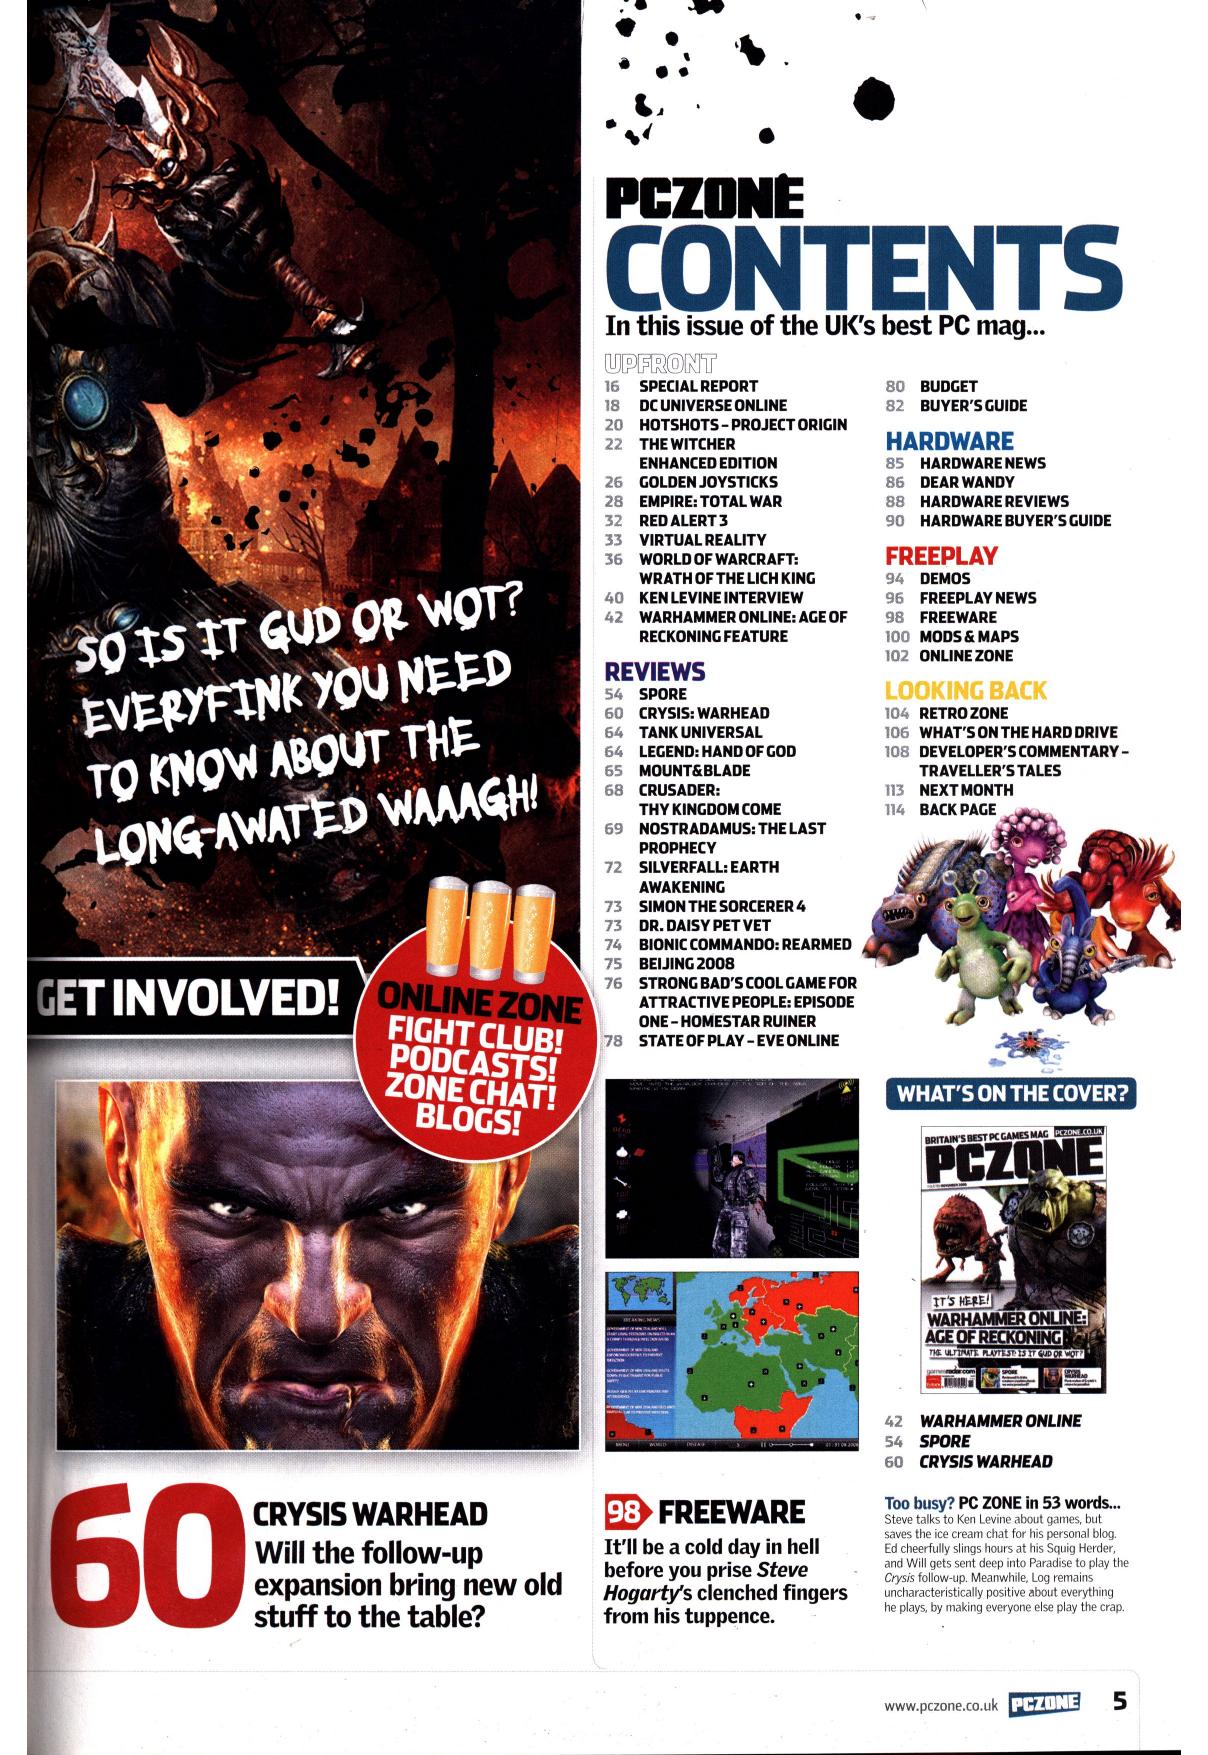 SO IS IT GUD OR WOT?
EVERYFINK YOU NEED
TO KNOW ABOUT THE
LONG-AWATED WAAAGH!
GET INVOLVED!
ONLINE ZONE
FIGHT CLUB!
PODCASTS!
ZONE CHAT!
BLOGS!
60
CRYSIS WARHEAD
Will the follow-up
expansion bring new old
stuff to the table?
PCZONE
CONTENTS
In this issue of the UK's best PC mag...
UPFRONT
16 SPECIAL REPORT
18 DC UNIVERSE ONLINE
20 HOTSHOTS – PROJECT ORIGIN
22 THE WITCHER
ENHANCED EDITION
26 GOLDEN JOYSTICKS
28 EMPIRE: TOTAL WAR
32 RED ALERT 3
33 VIRTUAL REALITY
36 WORLD OF WARCRAFT:
WRATH OF THE LICH KING
40 KEN LEVINE INTERVIEW
42 WARHAMMER ONLINE: AGE OF
RECKONING FEATURE
REVIEWS
54 SPORE
60 CRYSIS: WARHEAD
64 TANK UNIVERSAL
64 LEGEND: HAND OF GOD
65 MOUNT&BLADE
68 CRUSADER:
THY KINGDOM COME
69 NOSTRADAMUS: THE LAST
PROPHECY
72 SILVERFALL: EARTH
AWAKENING
73 SIMON THE SORCERER 4
73 DR. DAISY PET VET
74 BIONIC COMMANDO: REARMED
75 BEIJING 2008
76 STRONG BAD'S COOL GAME FOR
ATTRACTIVE PEOPLE: EPISODE
ONE – HOMESTAR RUINER
78 STATE OF PLAY – EVE ONLINE
80 BUDGET
82 BUYER'S GUIDE
HARDWARE
85 HARDWARE NEWS
86 DEAR WANDY
88 HARDWARE REVIEWS
90 HARDWARE BUYER'S GUIDE
FREEPLAY
94 DEMOS
96 FREEPLAY NEWS
98 FREEWARE
100 MODS & MAPS
102 ONLINE ZONE
LOOKING BACK
104 RETRO ZONE
106 WHAT'S ON THE HARD DRIVE
108 DEVELOPER'S COMMENTARY –
TRAVELLER'S TALES
113 NEXT MONTH
114 BACK PAGE
BREAKING NEWS
MENU WORLD DISEASE
98 FREEWARE
It'll be a cold day in hell
before you prise Steve
Hogarty's clenched fingers
from his tuppence.
WHAT'S ON THE COVER?
BRITAIN'S BEST PC GAMES MAG PCZONE.CO.UK
PCZONE
IT'S HERE!
WARHAMMER ONLINE:
AGE OF RECKONING
THE ULTIMATE PLAYTEST: IS IT GUD OR WOT?
gamesradar.com
SPORE
CRYSIS WARHEAD
42 WARHAMMER ONLINE
54 SPORE
60 CRYSIS WARHEAD
Too busy? PC ZONE in 53 words...
Steve talks to Ken Levine about games, but
saves the ice cream chat for his personal blog.
Ed cheerfully slings hours at his Squig Herder,
and Will gets sent deep into Paradise to play the
Crysis follow-up. Meanwhile, Log remains
uncharacteristically positive about everything
he plays, by making everyone else play the crap.
www.pczone.co.uk PCZONE 5